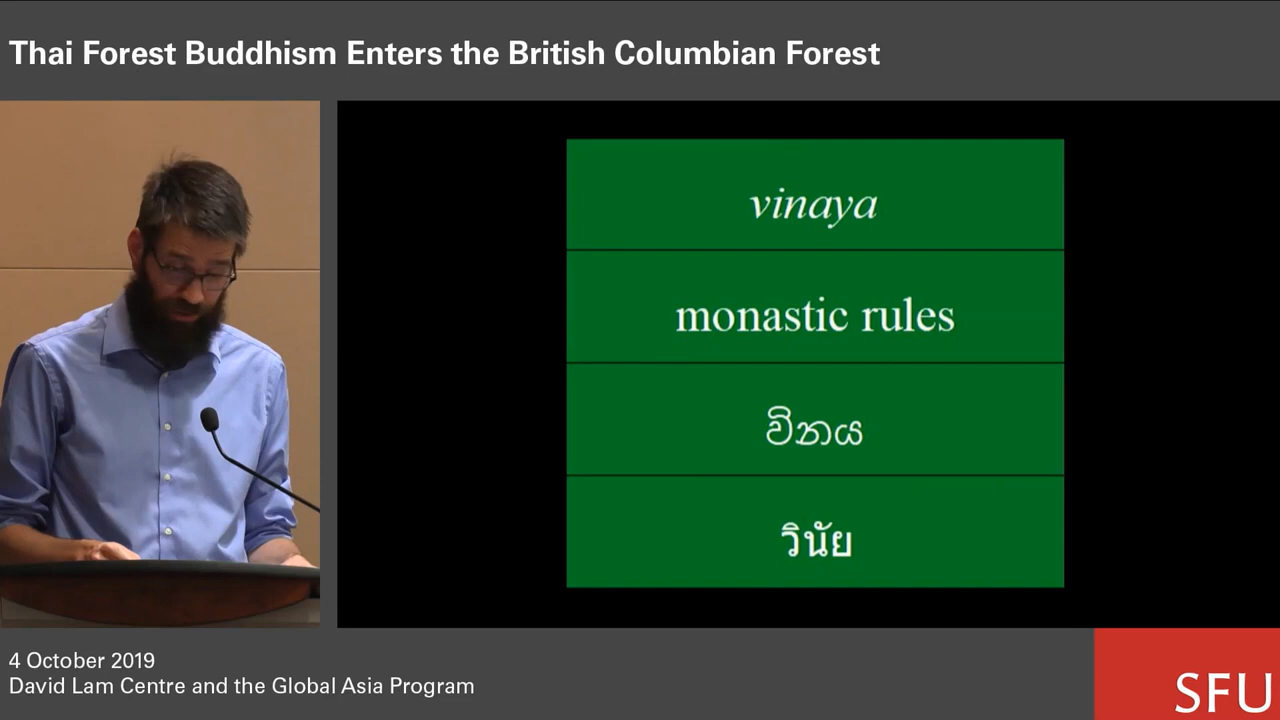 Thai Forest Buddhism Enters the British Columbian Forest
vinaya
monastic rules
විනය
วินัย
4 October 2019
David Lam Centre and the Global Asia Program
SFU